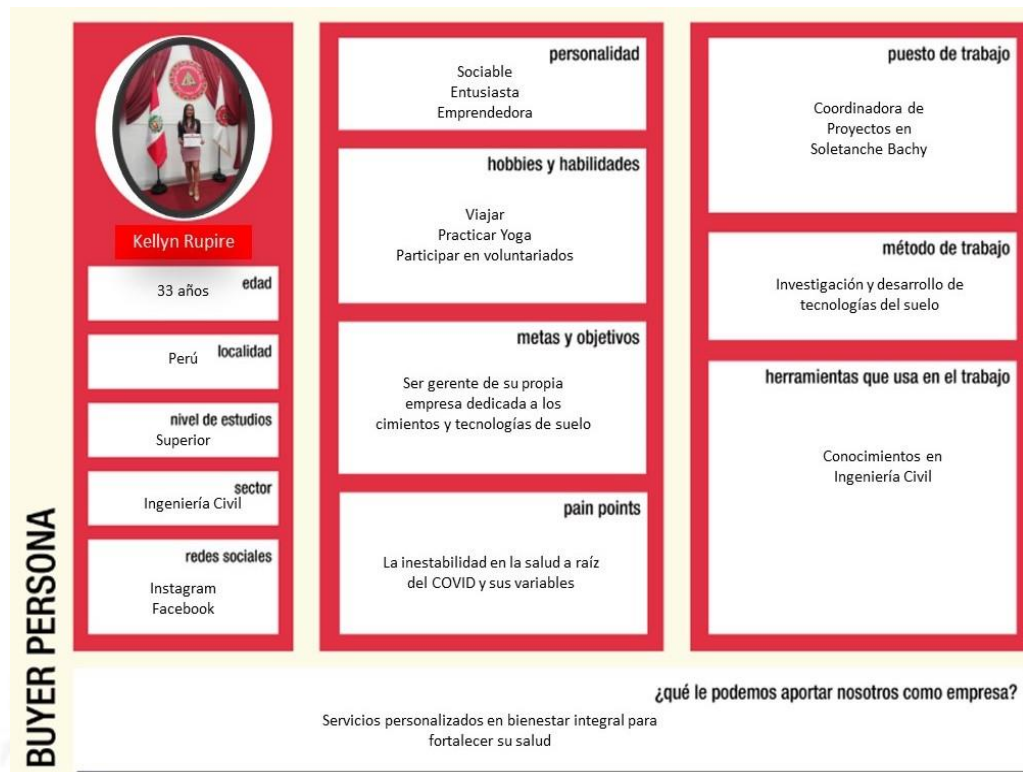 BUYER PERSONA
Kellyn Rupire
edad
33 años
localidad
Perú
nivel de estudios
Superior
sector
Ingeniería Civil
redes sociales
Instagram
Facebook
personalidad
Sociable
Entusiasta
Emprendedora
hobbies y habilidades
Viajar
Practicar Yoga
Participar en voluntariados
metas y objetivos
Ser gerente de su propia
empresa dedicada a los
cimientos y tecnologías de suelo
pain points
La inestabilidad en la salud a raíz
del COVID y sus variables
puesto de trabajo
Coordinadora de
Proyectos en
Soletanche Bachy
método de trabajo
Investigación y desarrollo de
tecnologías del suelo
herramientas que usa en el trabajo
Conocimientos en
Ingeniería Civil
¿qué le podemos aportar nosotros como empresa?
Servicios personalizados en bienestar integral para
fortalecer su salud